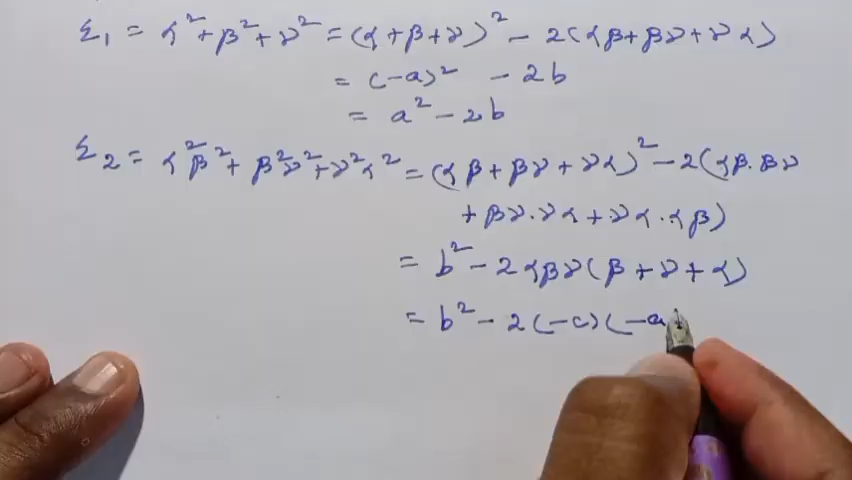 Σ₁ = α² + β² + γ² = (α + β + γ)² − 2(αβ + βγ + γα)
= (−a)² − 2b
= a² − 2b
Σ₂ = α²β² + β²γ² + γ²α² = (αβ + βγ + γα)² − 2(αβ.βγ
+ βγ.γα + γα.αβ)
= b² − 2αβγ(β + γ + α)
= b² − 2(−c)(−a